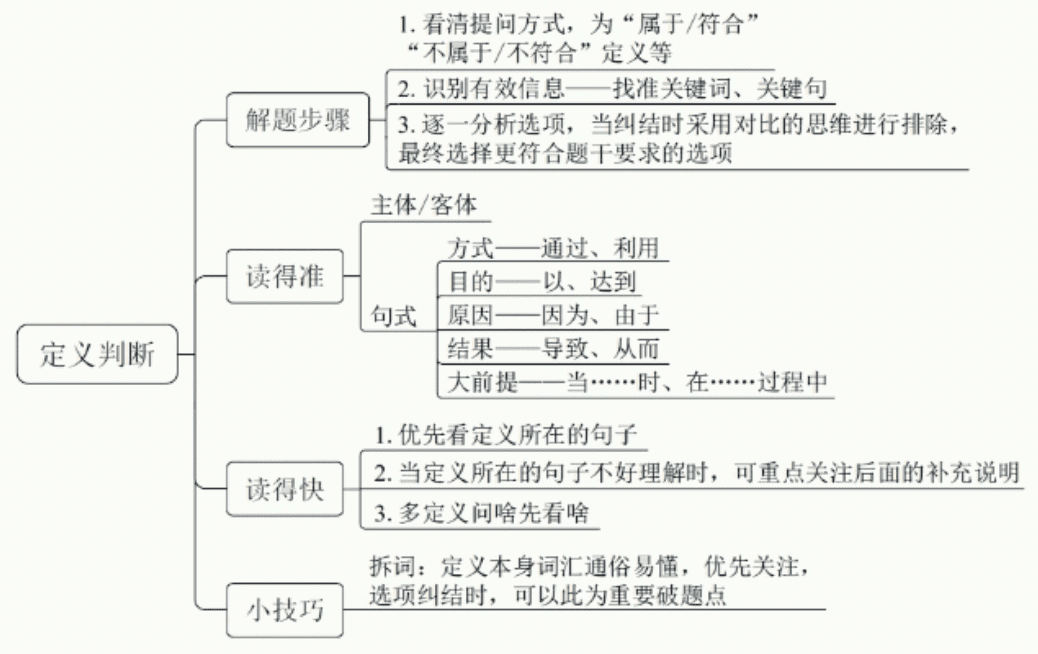 定义判断
解题步骤
1. 看清提问方式，为“属于/符合”
“不属于/不符合”定义等
2. 识别有效信息——找准关键词、关键句
3. 逐一分析选项，当纠结时采用对比的思维进行排除，
最终选择更符合题干要求的选项
读得准
主体/客体
句式
方式——通过、利用
目的——以、达到
原因——因为、由于
结果——导致、从而
大前提——当……时、在……过程中
读得快
1. 优先看定义所在的句子
2. 当定义所在的句子不好理解时，可重点关注后面的补充说明
3. 多定义问啥先看啥
小技巧
拆词：定义本身词汇通俗易懂，优先关注，
选项纠结时，可以此为重要破题点